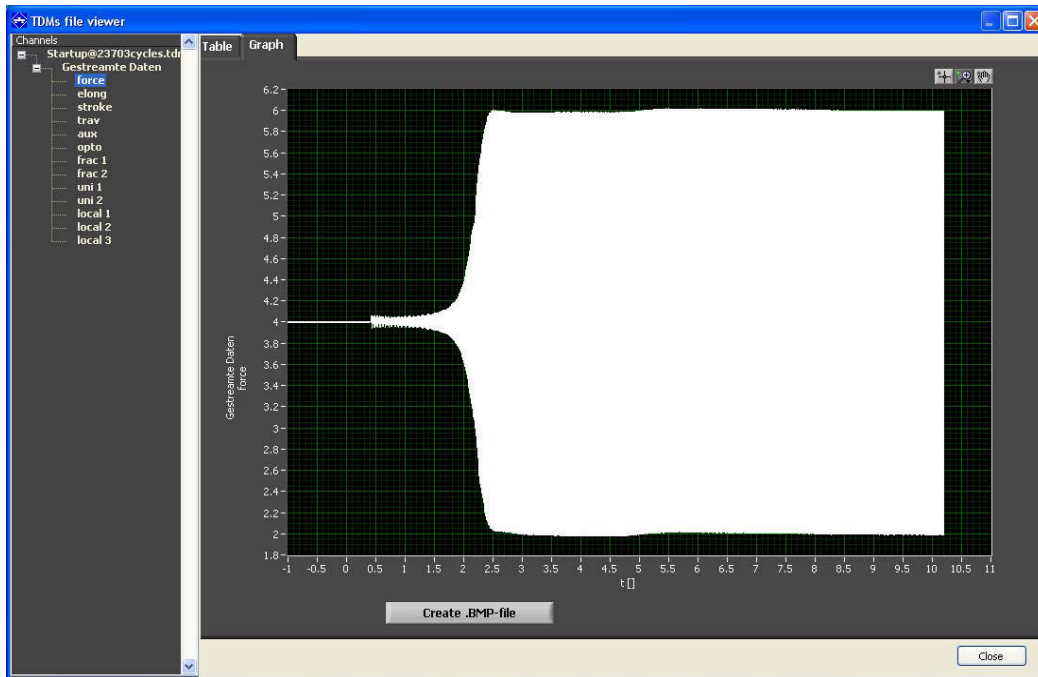 TDMs file viewer
Channels
Startup@23703cycles.tdm
Gestreamte Daten
force
elong
stroke
trav
aux
opto
frac 1
frac 2
uni 1
uni 2
local 1
local 2
local 3
Table Graph
6.2
6
5.8
5.6
5.4
5.2
5
4.8
4.6
4.4
4.2
4
3.8
3.6
3.4
3.2
3
2.8
2.6
2.4
2.2
2
1.8
Gestreamte Daten
force
-1 -0.5 0 0.5 1 1.5 2 2.5 3 3.5 4 4.5 5 5.5 6 6.5 7 7.5 8 8.5 9 9.5 10 10.5 11
t []
Create .BMP-file
Close